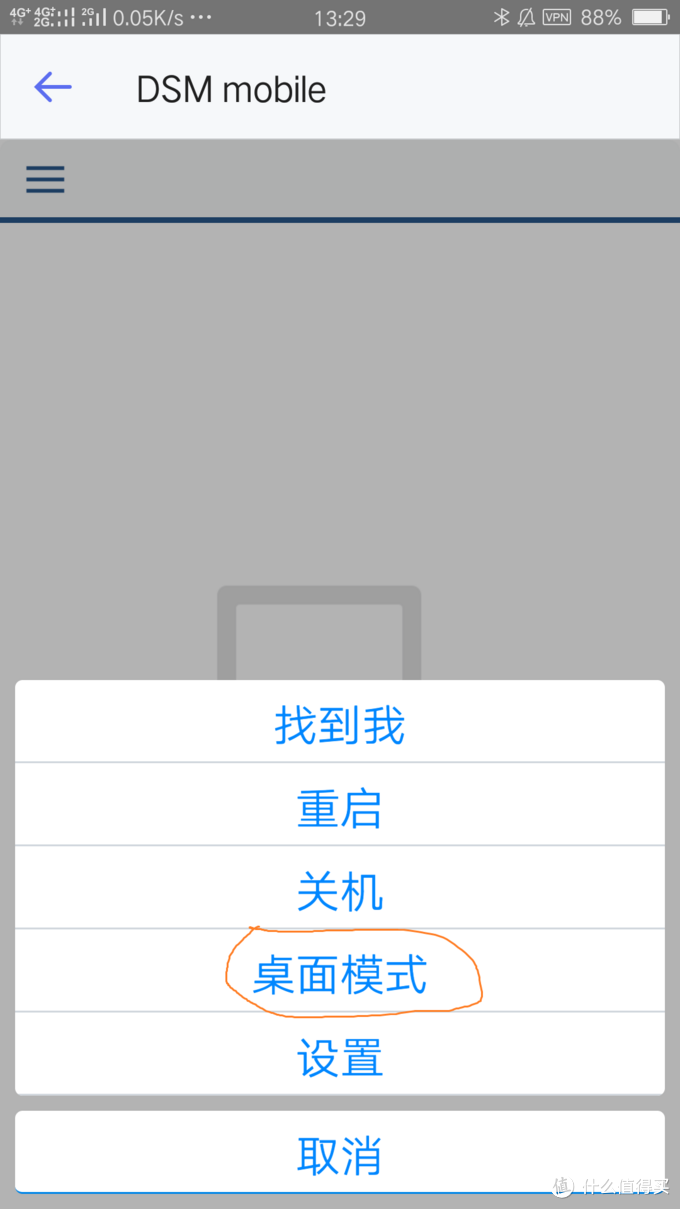 4G+ 4G+ 2G 2G 0.05K/s ··· 13:29 VPN 88%
DSM mobile
找到我
重启
关机
桌面模式
设置
取消
值 什么值得买